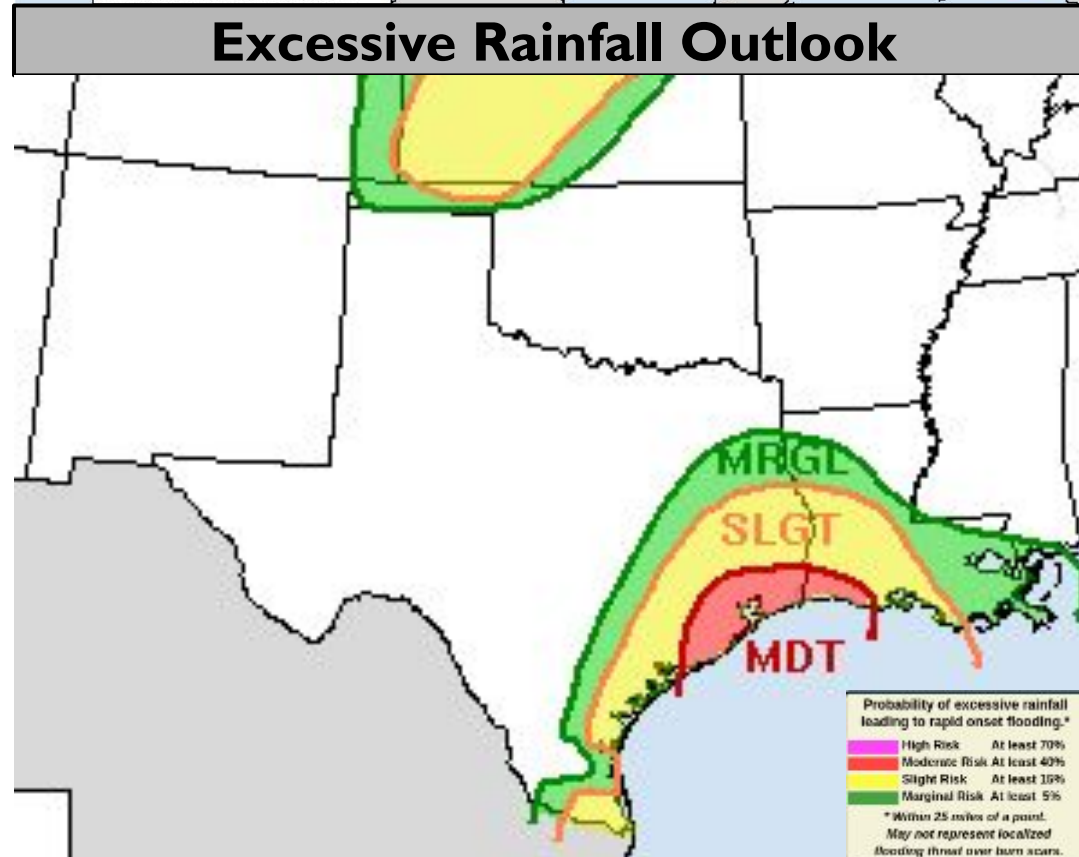 Excessive Rainfall Outlook
MRGL
SLGT
MDT
Probability of excessive rainfall
leading to rapid onset flooding.*
High Risk At least 70%
Moderate Risk At least 40%
Slight Risk At least 15%
Marginal Risk At least 5%
* Within 25 miles of a point.
May not represent localized
flooding threat over burn scars.